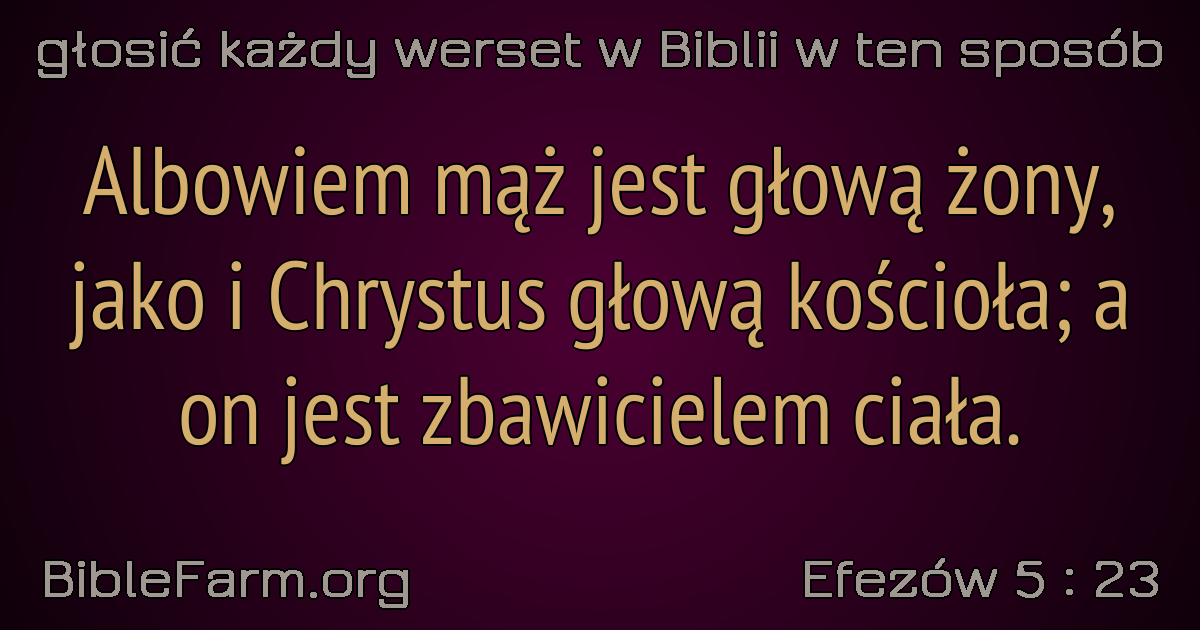 głosić każdy werset w Biblii w ten sposób
Albowiem mąż jest głową żony,
jako i Chrystus głową kościoła; a
on jest zbawicielem ciała.
BibleFarm.org
Efezów 5 : 23